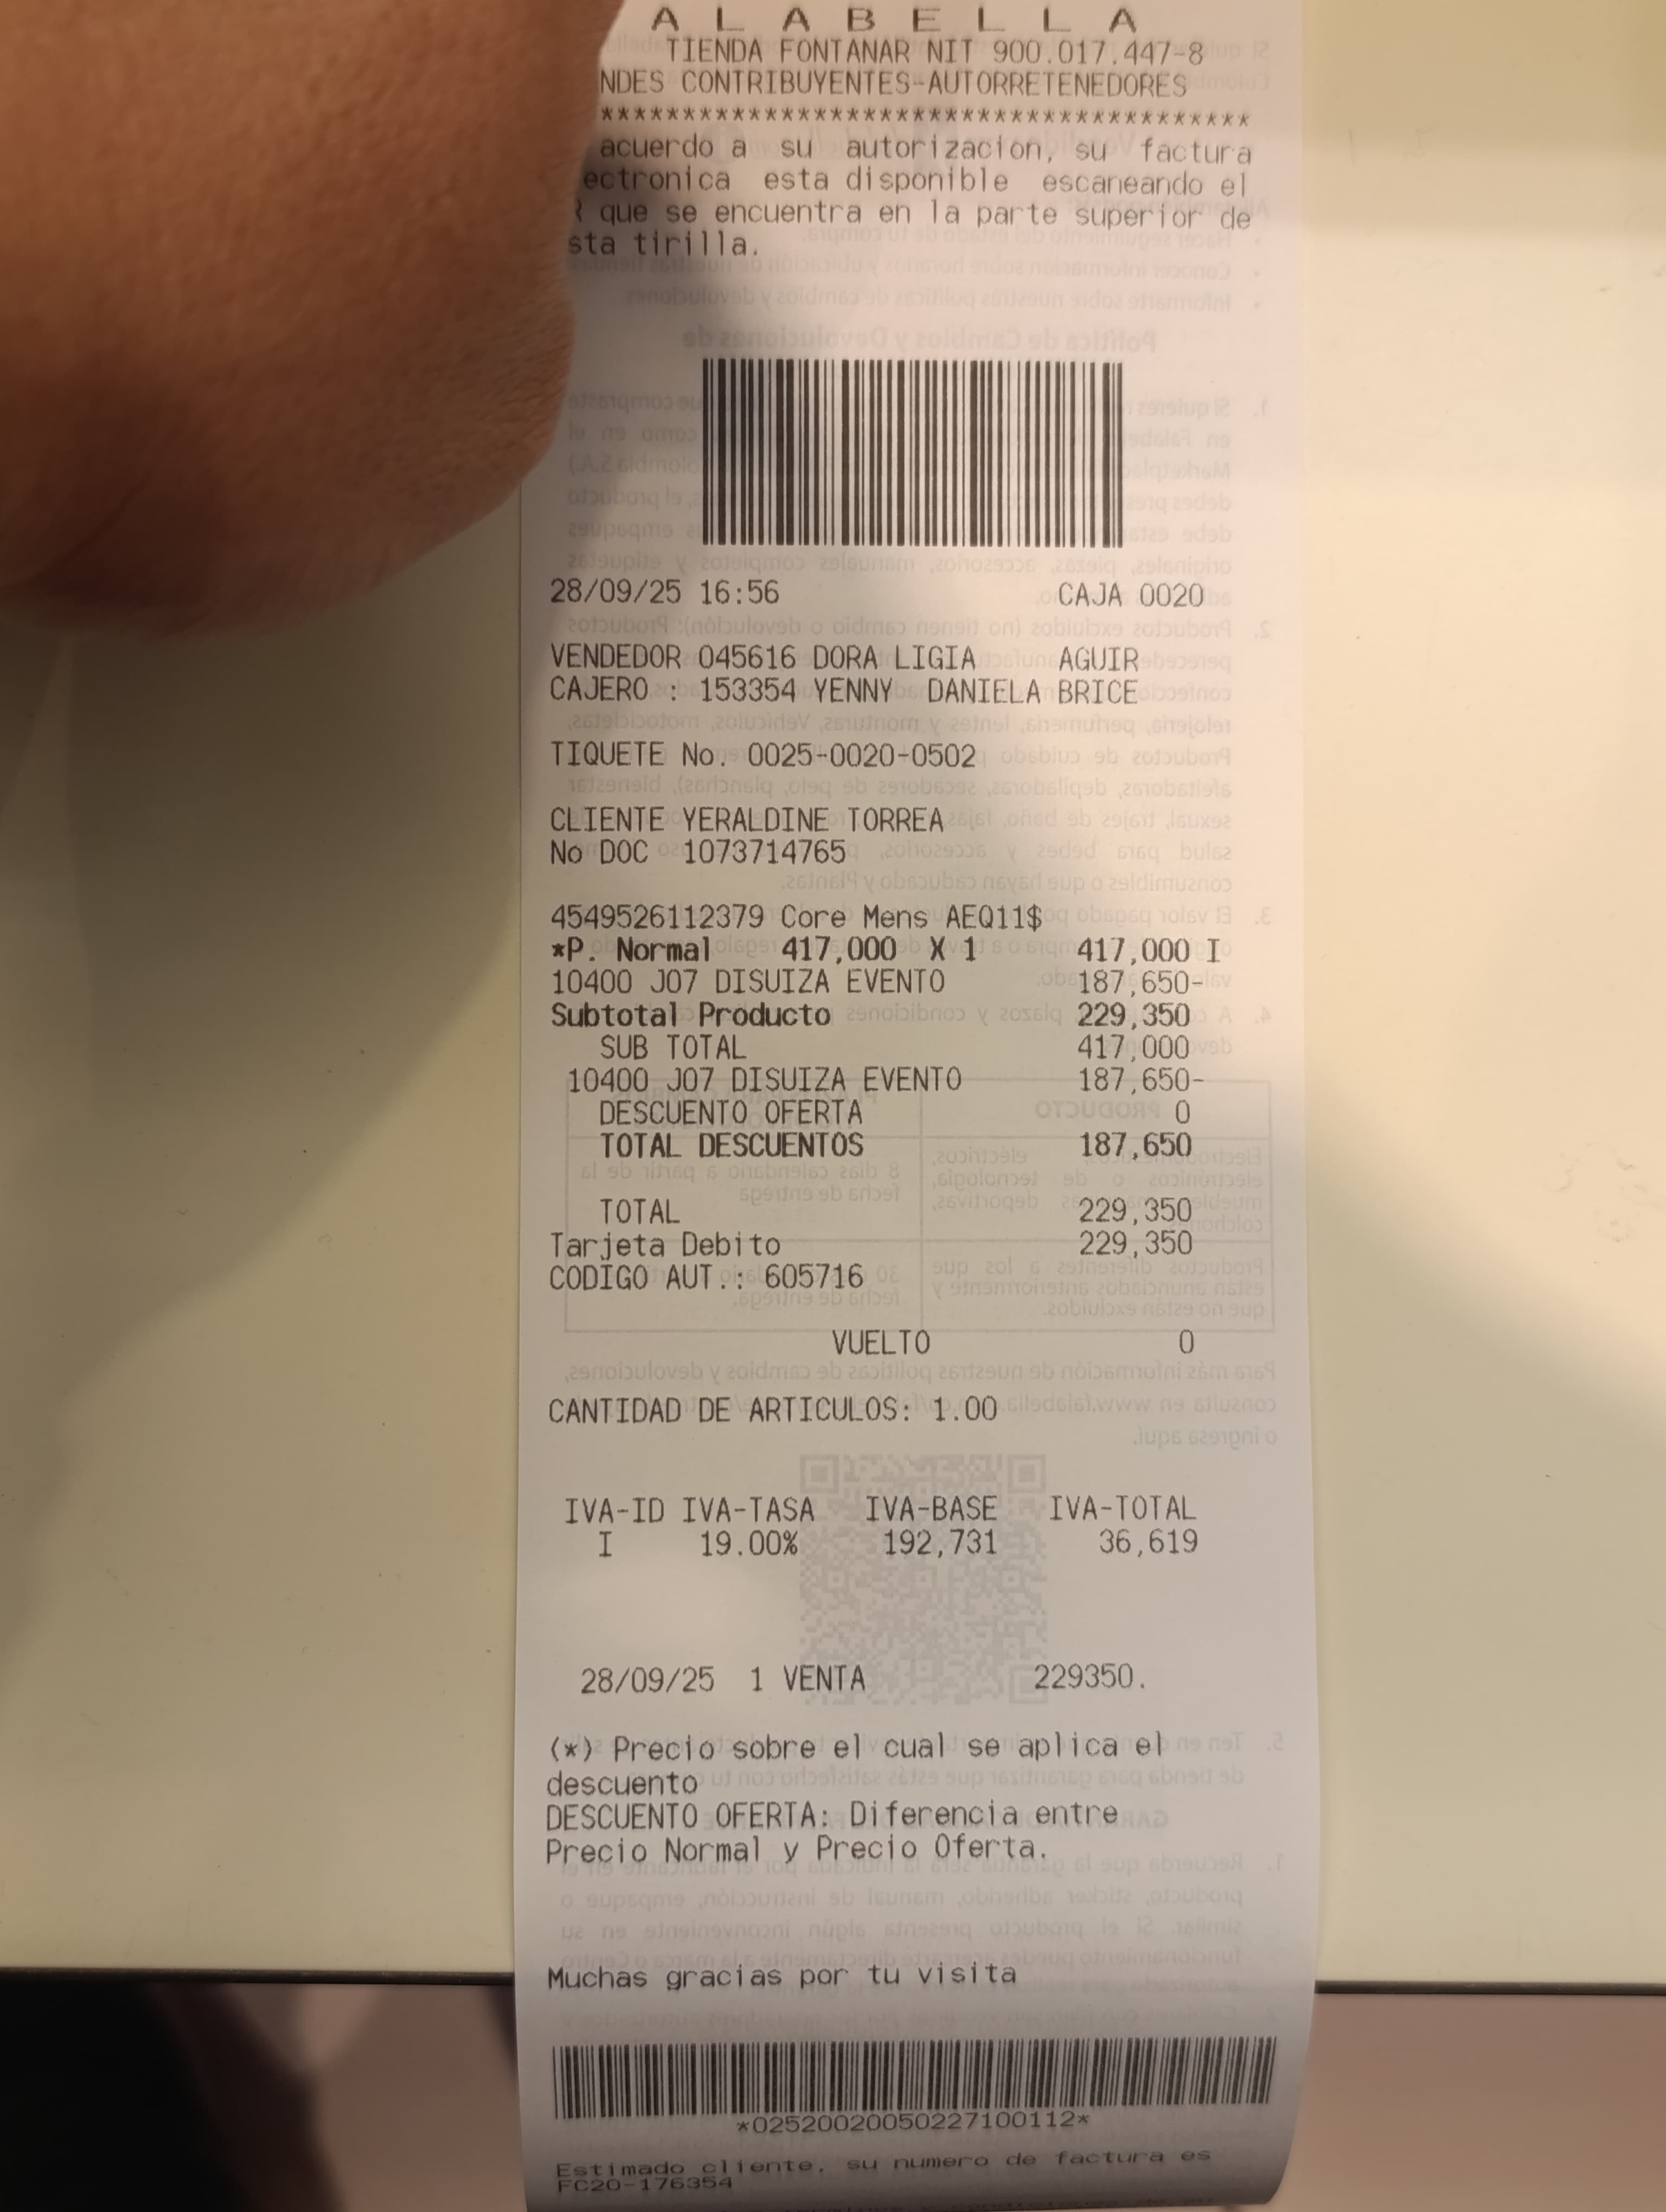 A L A B E L L A
TIENDA FONTANAR NIT 900.017.447-8
NDES CONTRIBUYENTES-AUTORRETENEDORES
****************************************
acuerdo a su autorizacion, su factura
ectronica esta disponible escaneando el
que se encuentra en la parte superior de
sta tirilla.
28/09/25 16:56 CAJA 0020
VENDEDOR 045616 DORA LIGIA AGUIR
CAJERO : 153354 YENNY DANIELA BRICE
TIQUETE No. 0025-0020-0502
CLIENTE YERALDINE TORREA
No DOC 1073714765
4549526112379 Core Mens AEQ11$
*P. Normal 417,000 X 1 417,000 I
10400 J07 DISUIZA EVENTO 187,650-
Subtotal Producto 229,350
SUB TOTAL 417,000
10400 J07 DISUIZA EVENTO 187,650-
DESCUENTO OFERTA 0
TOTAL DESCUENTOS 187,650
TOTAL 229,350
Tarjeta Debito 229,350
CODIGO AUT.: 605716
VUELTO 0
CANTIDAD DE ARTICULOS: 1.00
IVA-ID IVA-TASA IVA-BASE IVA-TOTAL
I 19.00% 192,731 36,619
28/09/25 1 VENTA 229350.
(*) Precio sobre el cual se aplica el
descuento
DESCUENTO OFERTA: Diferencia entre
Precio Normal y Precio Oferta.
Muchas gracias por tu visita
*02520020050227100112*
Estimado cliente, su numero de factura es
FC20-176354